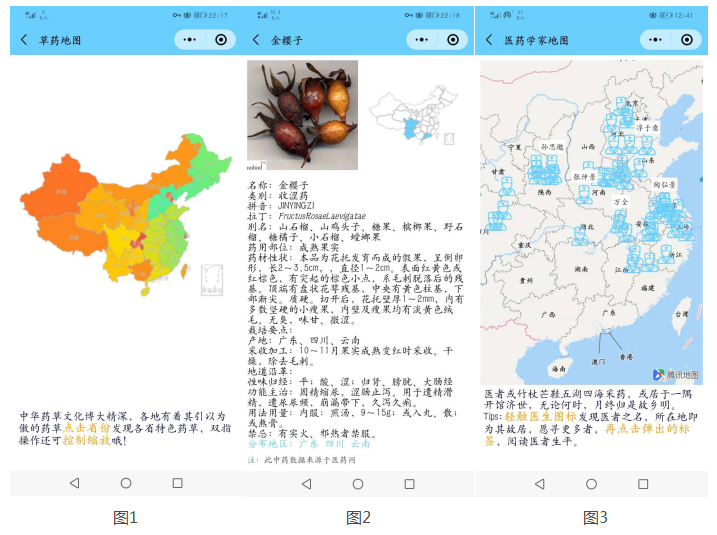 22:17
草药地图
中华药草文化博大精深，各地有着其引以为
傲的药草点击省份发现各省特色药草，双指
操作还可控制缩放哦！
图1
22:18
金樱子
名称：金樱子
类别：收涩药
拼音：JINYINGZI
拉丁：FructusRosaeLaevigatae
别名：山石榴、山鸡头子、糖果、槟榔果、野石
榴、糖橘子、小石榴、螳螂果
药用部位：成熟果实
药材性状：本品为花托发育而成的假果，呈倒卵
形，长2～3.5cm，，直径1～2cm。表面红黄色或
红棕色，有突起的棕色小点，系毛刺脱落后的残
基。顶端有盘状花萼残基，中央有黄色柱基，下
部渐尖。质硬。切开后，花托壁厚1～2mm，内有
多数坚硬的小瘦果，内壁及瘦果均有淡黄色绒
毛。无臭，味甘、微涩。
栽培要点：
产地：广东、四川、云南
采收加工：10～11月果实成熟变红时采收。干
燥，除去毛刺。
地道沿革：
性味归经：平；酸、涩；归肾、膀胱、大肠经
功能主治：固精缩尿，涩肠止泻。用于遗精滑
精，遗尿尿频，崩漏带下，久泻久痢。
用法用量：内服：煎汤，9～15g；或入丸、散；
或熬膏。
禁忌：有实火、邪热者禁服。
分布地区：广东 四川 云南
注：此中药数据来源于医药网
图2
12:41
医药学家地图
北京
河北
淳于意
宁夏
孙思邈
山西
山东
甘肃
张仲景
陕西
河南
陶弘景
万全
安徽
上海
四川
湖北
重庆
浙江
湖南
江西
贵州
福建
广西
广东
台湾
香港
澳门
腾讯地图
医者或竹杖芒鞋五湖四海采药，或居于一隅
开馆济世，无论何时，月终归是故乡明。
Tips：轻触医生图标发现医者之名，所在地即
为其故居，愿寻更多者，再点击弹出的标
签，阅读医者生平。
图3